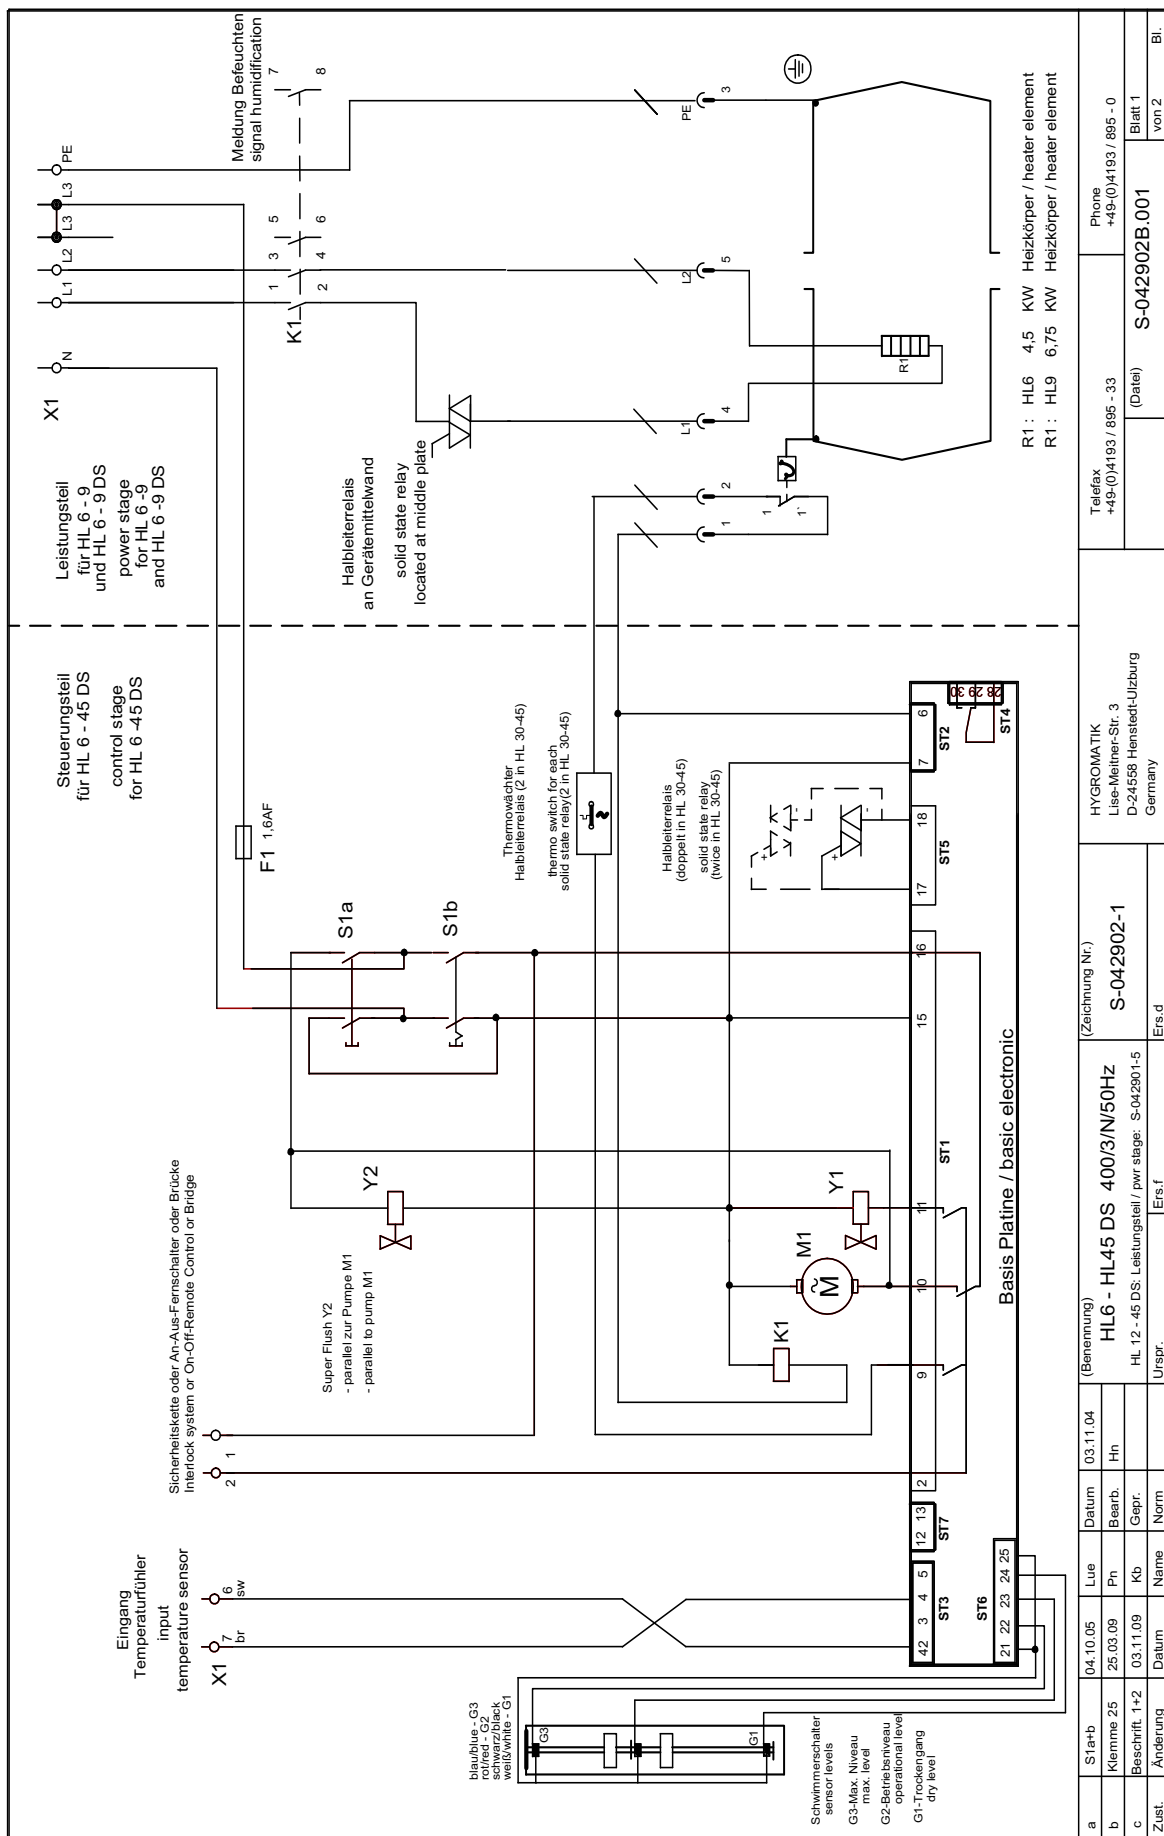 Eingang
Temperaturfühler
input
temperature sensor
X1
7
br
6
sw
Sicherheitskette oder An-Aus-Fernschalter oder Brücke
Interlock system or On-Off-Remote Control or Bridge
2
1
Steuerungsteil
für HL 6 - 45 DS
control stage
for HL 6 -45 DS
Leistungsteil
für HL 6 - 9
und HL 6 - 9 DS
power stage
for HL 6 -9
and HL 6 -9 DS
X1
N
L1
L2
L3
L3
PE
Meldung Befeuchten
signal humidification
K1
1
2
3
4
5
6
7
8
F1 1,6AF
S1a
S1b
Super Flush Y2
- parallel zur Pumpe M1
- parallel to pump M1
Y2
Halbleiterrelais
an Gerätemittelwand
solid state relay
located at middle plate
Thermowächter
Halbleiterrelais (2 in HL 30-45)
thermo switch for each
solid state relay(2 in HL 30-45)
Halbleiterrelais
(doppelt in HL 30-45)
solid state relay
(twice in HL 30-45)
+
-
+
-
K1
M1
M
~
Y1
1
2
L1
4
L2
5
PE
3
1
1'
R1
R1 : HL6 4,5 KW Heizkörper / heater element
R1 : HL9 6,75 KW Heizkörper / heater element
blau/blue - G3
rot/red - G2
schwarz/black
weiß/white - G1
G3
G1
Schwimmerschalter
sensor levels
G3-Max. Niveau
max. level
G2-Betriebsniveau
operational level
G1-Trockengang
dry level
42 3 4 5
ST3
12 13
ST7
2 9 10 11 15 16
ST1
17 18
ST5
7 6
ST2
28 29 30
ST4
ST6
21 22 23 24 25
Basis Platine / basic electronic
a S1a+b 04.10.05 Lue
b Klemme 25 25.03.09 Pn
c Beschrift. 1+2 03.11.09 Kb
Zust. Änderung Datum Name
Datum 03.11.04
Bearb. Hn
Gepr.
Norm
(Benennung)
HL6 - HL45 DS 400/3/N/50Hz
HL 12 - 45 DS: Leistungsteil / pwr stage: S-042901-5
Urspr. Ers.f Ers.d
(Zeichnung Nr.)
S-042902-1
HYGROMATIK
Lise-Meitner-Str. 3
D-24558 Henstedt-Ulzburg
Germany
Telefax
+49-(0)4193 / 895 - 33
Phone
+49-(0)4193 / 895 - 0
(Datei)
S-042902B.001
Blatt 1
von 2 Bl.